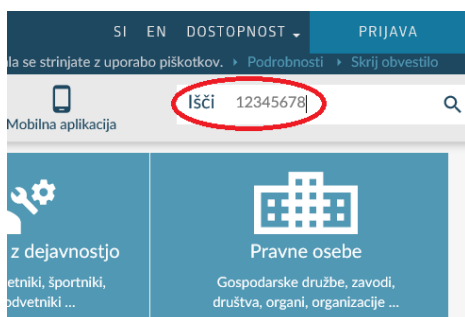 SI EN DOSTOPNOST PRIJAVA
la se strinjate z uporabo piškotkov. Podrobnosti Skrij obvestilo
Mobilna aplikacija
Išči 12345678
z dejavnostjo
etniki, športniki,
odvetniki ...
Pravne osebe
Gospodarske družbe, zavodi,
društva, organi, organizacije ...